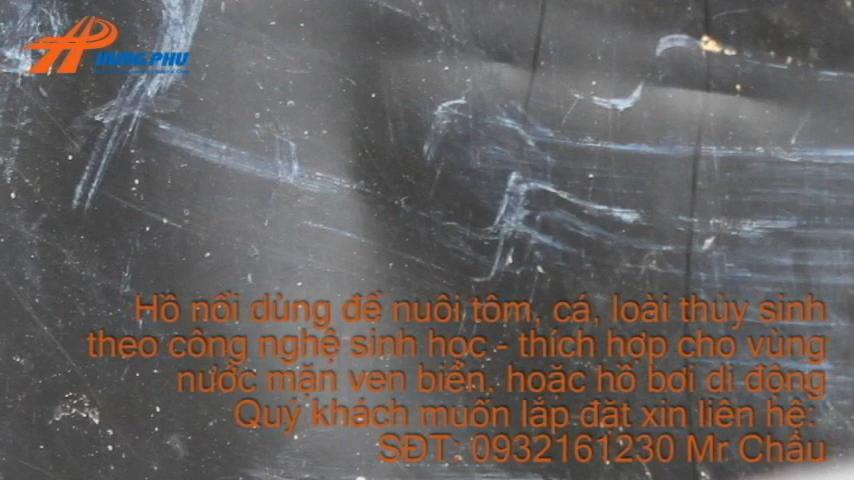 HÙNG PHU
Hồ nổi dùng để nuôi tôm, cá, loài thủy sinh
theo công nghệ sinh học - thích hợp cho vùng
nước mặn ven biển, hoặc hồ bơi di động
Quý khách muốn lắp đặt xin liên hệ:
SĐT: 0932161230 Mr Châu